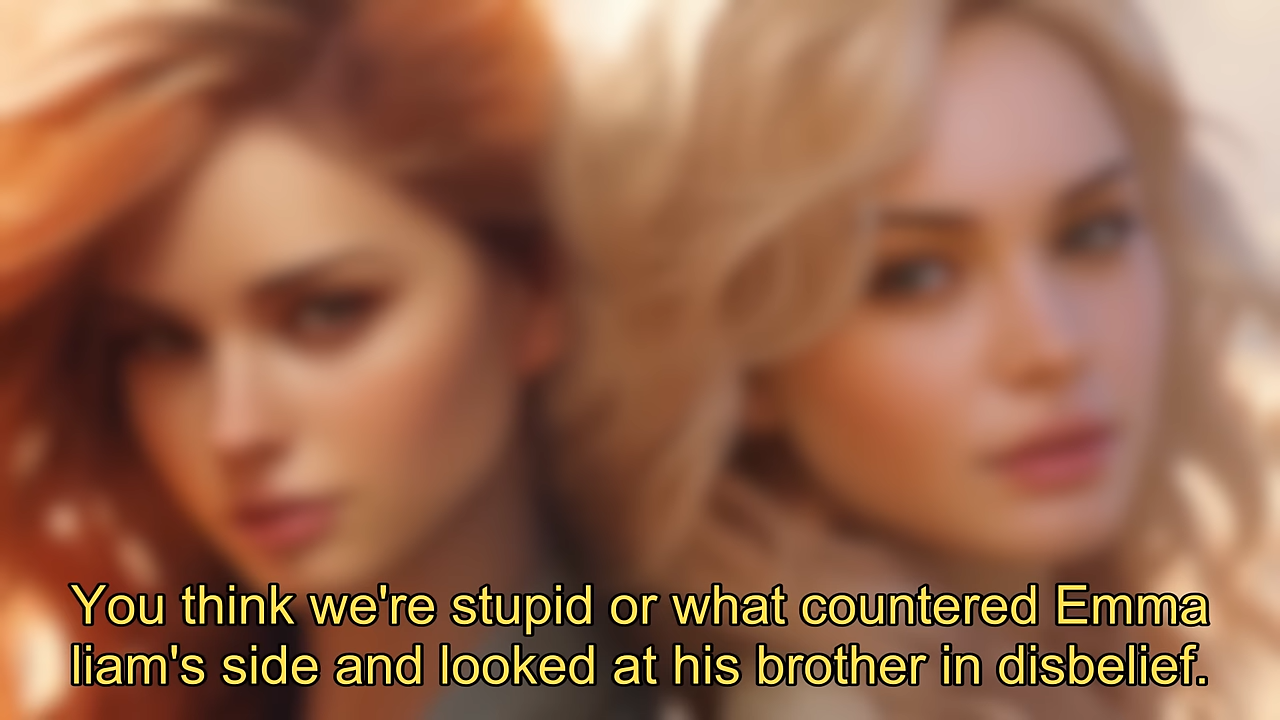 You think we're stupid or what countered Emma
liam's side and looked at his brother in disbelief.